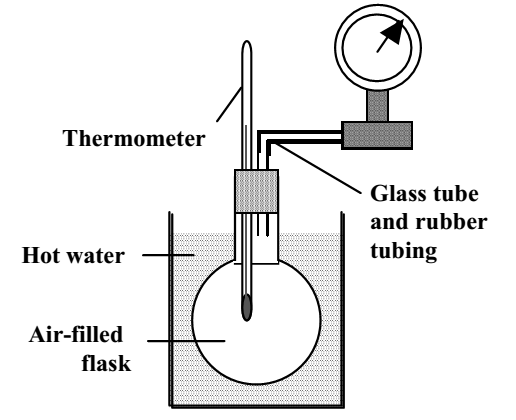 Thermometer
Glass tube
and rubber
tubing
Hot water
Air-filled
flask